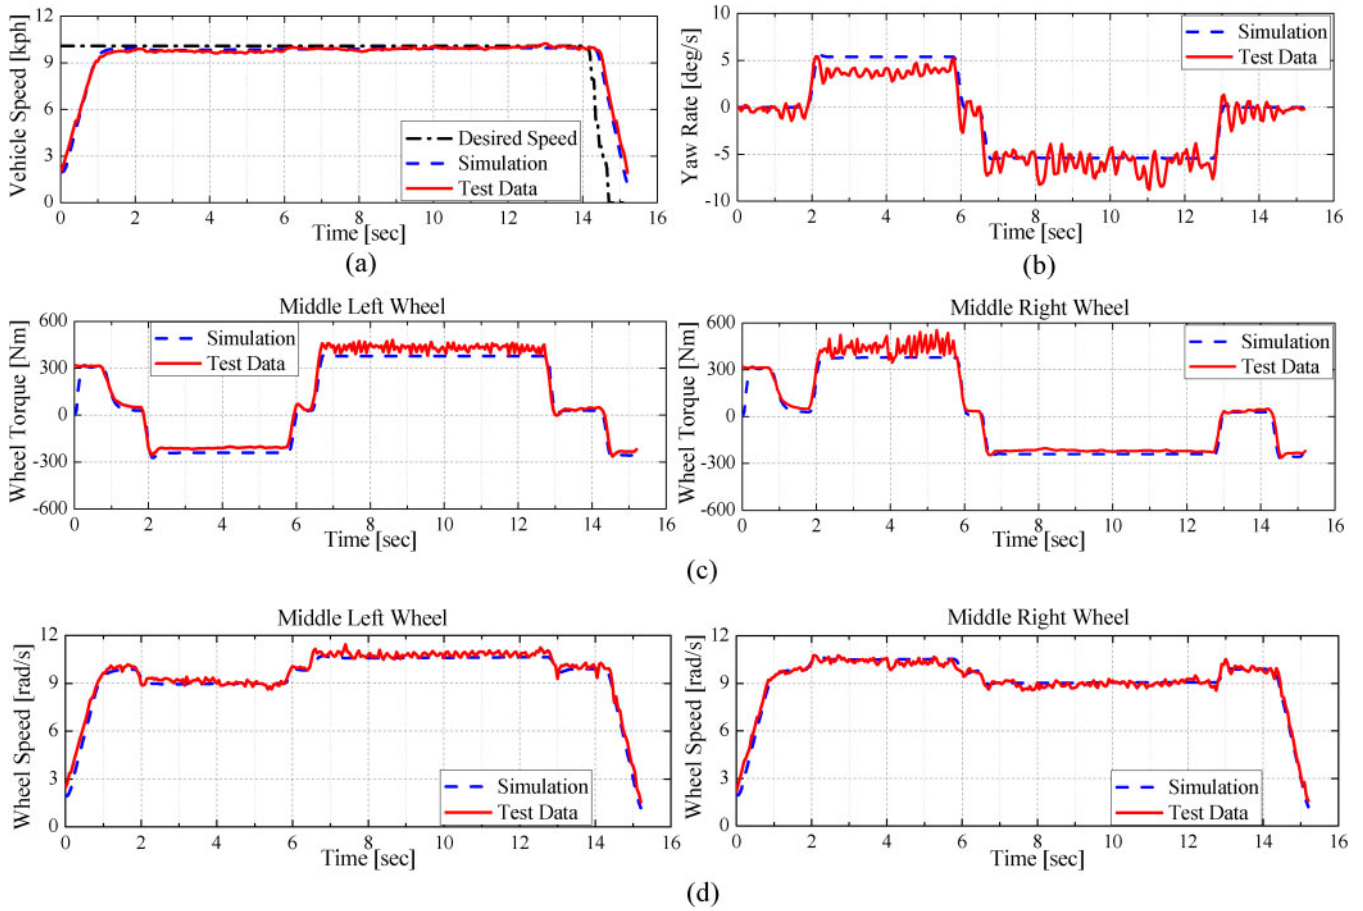 Vehicle Speed [kph]
12
9
6
3
0
Desired Speed
Simulation
Test Data
0 2 4 6 8 10 12 14 16
Time [sec]
(a)
Yaw Rate [deg/s]
10
5
0
-5
-10
Simulation
Test Data
0 2 4 6 8 10 12 14 16
Time [sec]
(b)
Middle Left Wheel
Wheel Torque [Nm]
600
300
0
-300
-600
Simulation
Test Data
0 2 4 6 8 10 12 14 16
Time [sec]
Middle Right Wheel
Wheel Torque [Nm]
600
300
0
-300
-600
Simulation
Test Data
0 2 4 6 8 10 12 14 16
Time [sec]
(c)
Middle Left Wheel
Wheel Speed [rad/s]
12
9
6
3
0
Simulation
Test Data
0 2 4 6 8 10 12 14 16
Time [sec]
Middle Right Wheel
Wheel Speed [rad/s]
12
9
6
3
0
Simulation
Test Data
0 2 4 6 8 10 12 14 16
Time [sec]
(d)